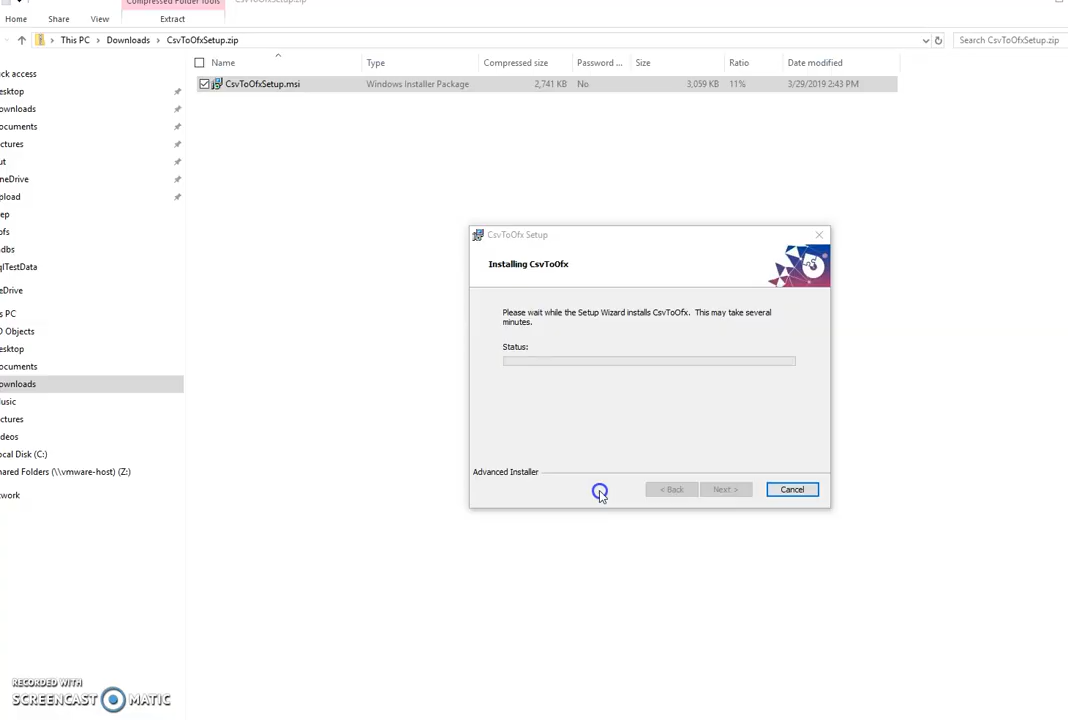 Compressed Folder Tools
CsvToOfxSetup.zip
Home Share View Extract
This PC Downloads CsvToOfxSetup.zip
Search CsvToOfxSetup.zip
Name Type Compressed size Password ... Size Ratio Date modified
CsvToOfxSetup.msi Windows Installer Package 2,741 KB No 3,059 KB 11% 3/29/2019 2:43 PM
ck access
esktop
ownloads
ocuments
ctures
ut
neDrive
pload
ep
ofs
dbs
qlTestData
eDrive
s PC
D Objects
esktop
ocuments
ownloads
usic
ctures
deos
ocal Disk (C:)
hared Folders (\\vmware-host) (Z:)
twork
CsvToOfx Setup
Installing CsvToOfx
Please wait while the Setup Wizard installs CsvToOfx. This may take several
minutes.
Status:
Advanced Installer
< Back Next > Cancel
RECORDED WITH
SCREENCAST MATIC